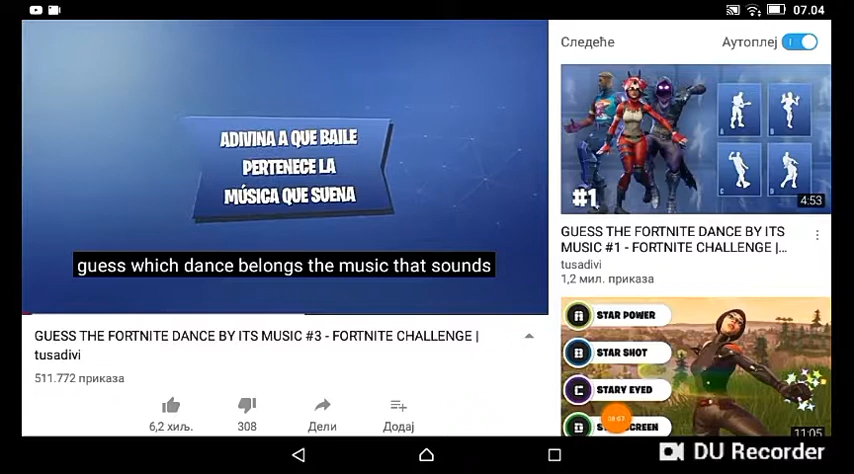 07.04
ADIVINA A QUE BAILE
PERTENECE LA
MÚSICA QUE SUENA
guess which dance belongs the music that sounds
GUESS THE FORTNITE DANCE BY ITS MUSIC #3 - FORTNITE CHALLENGE |
tusadivi
511.772 приказа
6,2 хиљ.
308
Дели
Додај
Следеће
Аутоплеј
A
B
C
D
#1
4:53
GUESS THE FORTNITE DANCE BY ITS
MUSIC #1 - FORTNITE CHALLENGE |...
tusadivi
1,2 мил. приказа
A STAR POWER
B STAR SHOT
C STARY EYED
11:05
DU Recorder